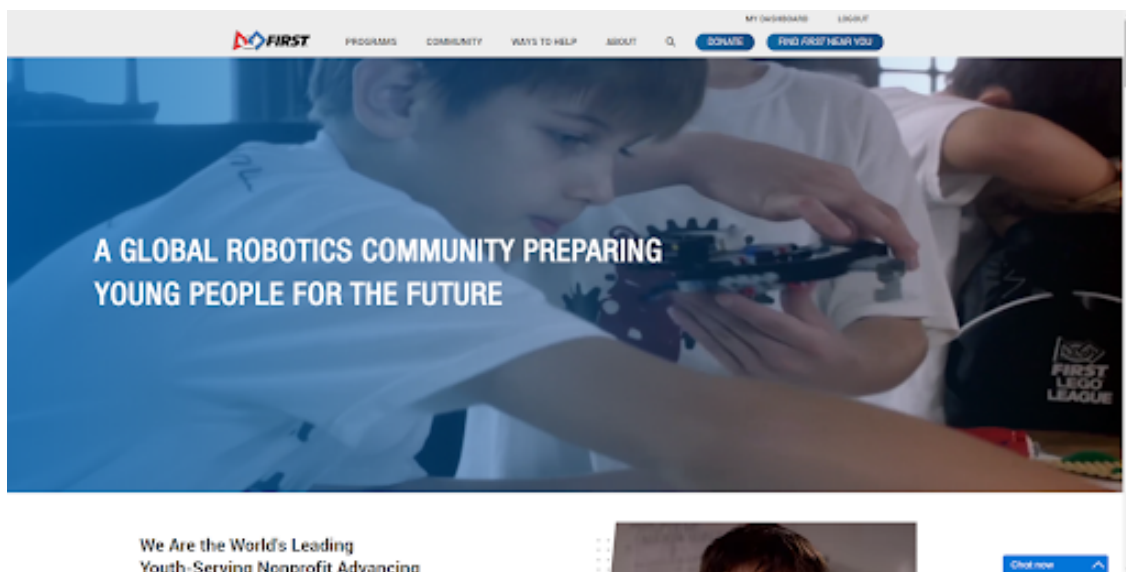 MY DASHBOARD LOGOUT
FIRST PROGRAMS COMMUNITY WAYS TO HELP ABOUT DONATE FIND FIRST NEAR YOU
A GLOBAL ROBOTICS COMMUNITY PREPARING
YOUNG PEOPLE FOR THE FUTURE
FIRST
LEGO
LEAGUE
We Are the World's Leading
Youth-Serving Nonprofit Advancing
Chat now